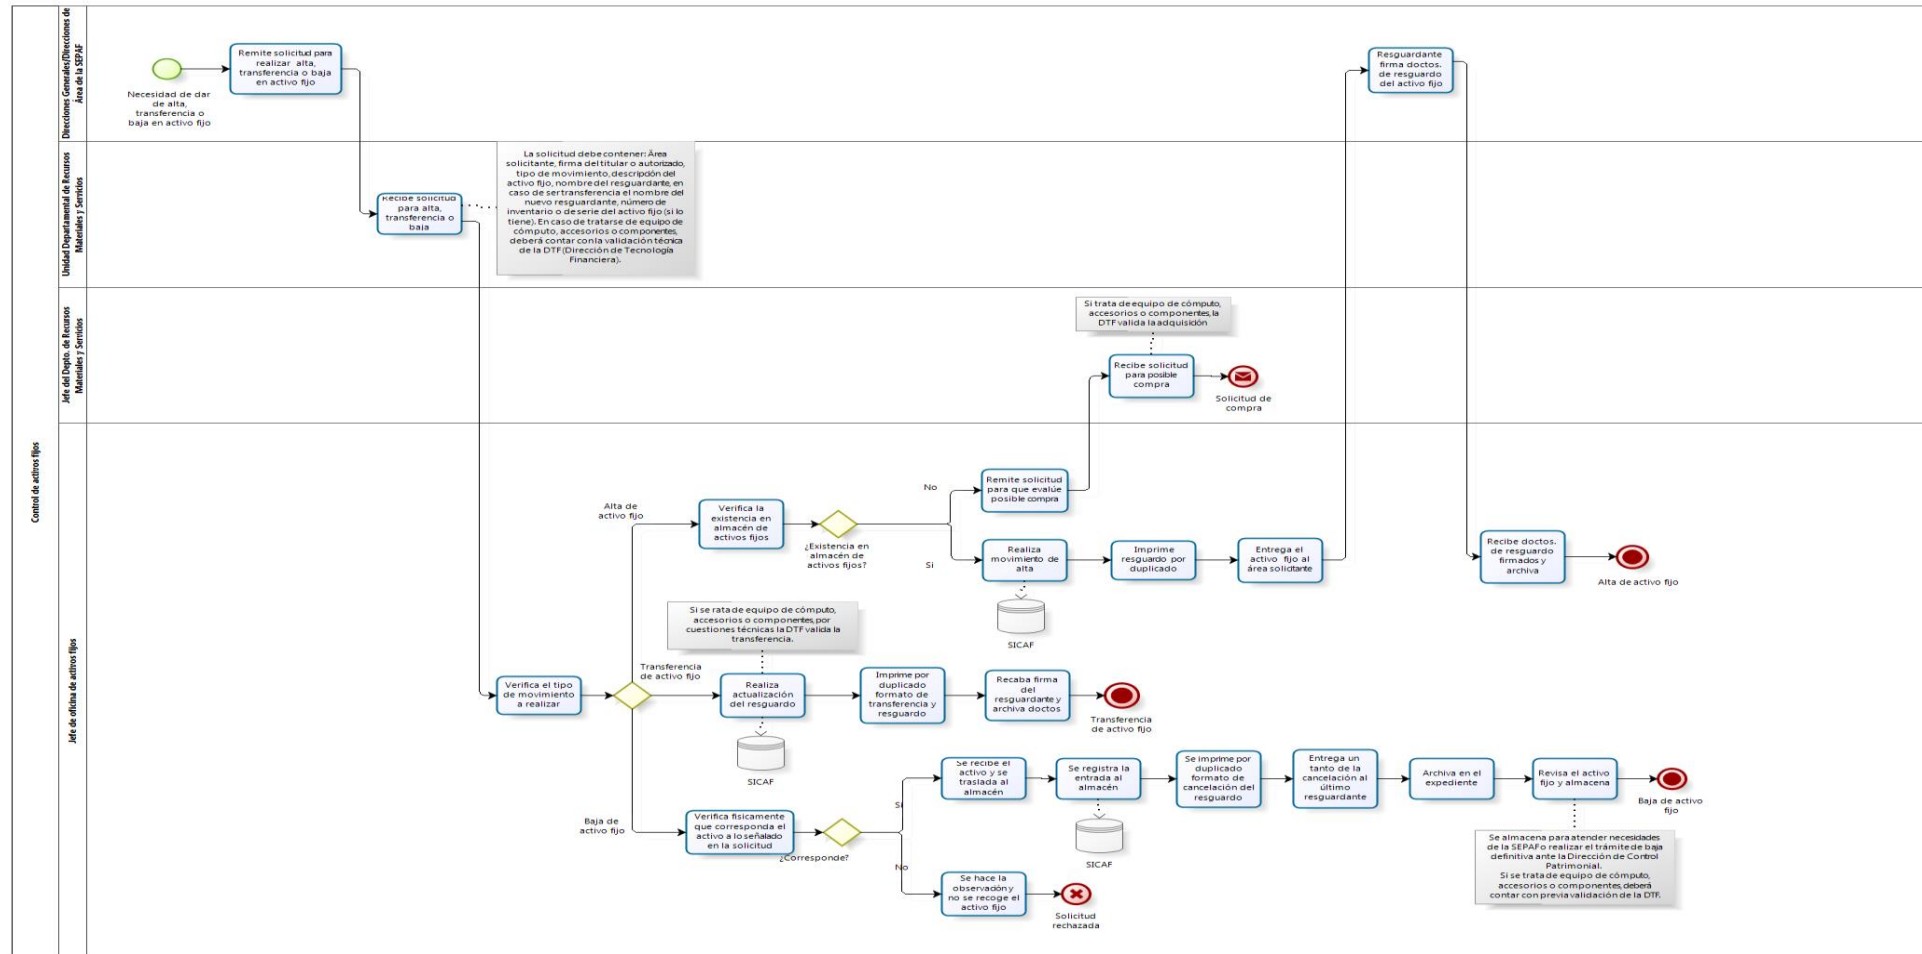 Control de activos fijos
Direcciones Generales/Direcciones de
Área de la SEPAF
Necesidad de dar
de alta,
transferencia o
baja en activo fijo
Remite solicitud para
realizar alta,
transferencia o baja
en activo fijo
Resguardante
firma doctos.
de resguardo
del activo fijo
Unidad Departamental de Recursos
Materiales y Servicios
Recibe solicitud
para alta,
transferencia o
baja
La solicitud debe contener: Área
solicitante, firma del titular o autorizado,
tipo de movimiento, descripción del
activo fijo, nombre del resguardante, en
caso de ser transferencia el nombre del
nuevo resguardante, número de
inventario o de serie del activo fijo (si lo
tiene). En caso de tratarse de equipo de
cómputo, accesorios o componentes,
deberá contar con la validación técnica
de la DTF (Dirección de Tecnología
Financiera).
Jefe del Depto. de Recursos
Materiales y Servicios
Si trata de equipo de cómputo,
accesorios o componentes, la
DTF valida la adquisición
Recibe solicitud
para posible
compra
Solicitud de
compra
Jefe de oficina de activos fijos
Verifica el tipo
de movimiento
a realizar
Alta de
activo fijo
Verifica la
existencia en
almacén de
activos fijos
¿Existencia en
almacén de
activos fijos?
No
Remite solicitud
para que evalúe
posible compra
Si
Realiza
movimiento de
alta
SICAF
Imprime
resguardo por
duplicado
Entrega el
activo fijo al
área solicitante
Recibe doctos.
de resguardo
firmados y
archiva
Alta de activo fijo
Si se rata de equipo de cómputo,
accesorios o componentes, por
cuestiones técnicas la DTF valida la
transferencia.
Transferencia
de activo fijo
Realiza
actualización
del resguardo
SICAF
Imprime por
duplicado
formato de
transferencia y
resguardo
Recaba firma
del
resguardante y
archiva doctos
Transferencia
de activo fijo
Baja de
activo fijo
Verifica fisicamente
que corresponda el
activo a lo señalado
en la solicitud
¿Corresponde?
Si
Se recibe el
activo y se
traslada al
almacén
Se registra la
entrada al
almacén
SICAF
Se imprime por
duplicado
formato de
cancelación del
resguardo
Entrega un
tanto de la
cancelación al
último
resguardante
Archiva en el
expediente
Revisa el activo
fijo y almacena
Baja de activo
fijo
Se almacena para atender necesidades
de la SEPAF o realizar el trámite de baja
definitiva ante la Dirección de Control
Patrimonial.
Si se trata de equipo de cómputo,
accesorios o componentes, deberá
contar con previa validación de la DTF.
No
Se hace la
observación y
no se recoge el
activo fijo
Solicitud
rechazada